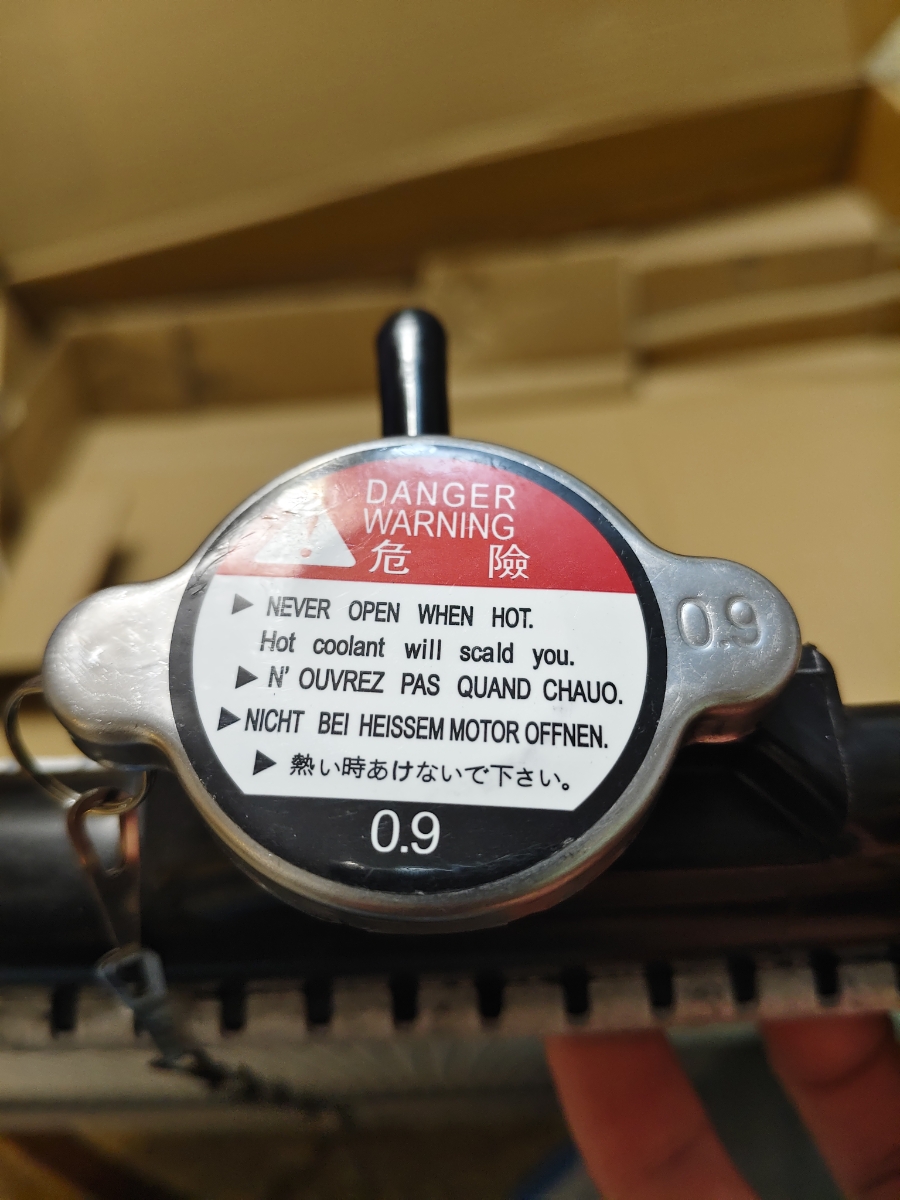 DANGER
WARNING
危 險
▶ NEVER OPEN WHEN HOT.
Hot coolant will scald you.
▶ N' OUVREZ PAS QUAND CHAUO.
▶ NICHT BEI HEISSEM MOTOR OFFNEN.
▶ 熱い時あけないで下さい。
0.9
0.9